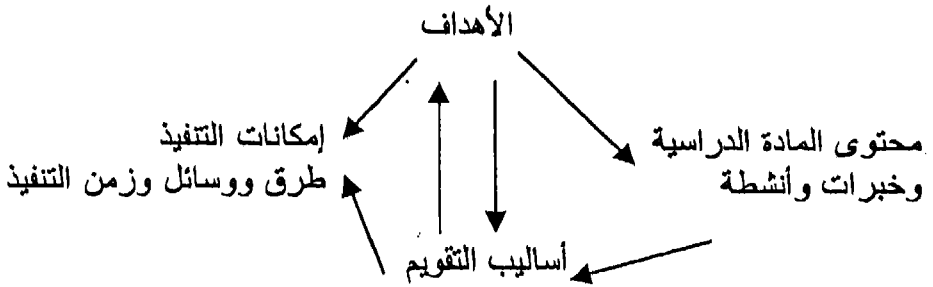 الأهداف
محتوى المادة الدراسية
وخبرات وأنشطة
إمكانات التنفيذ
طرق ووسائل وزمن التنفيذ
أساليب التقويم